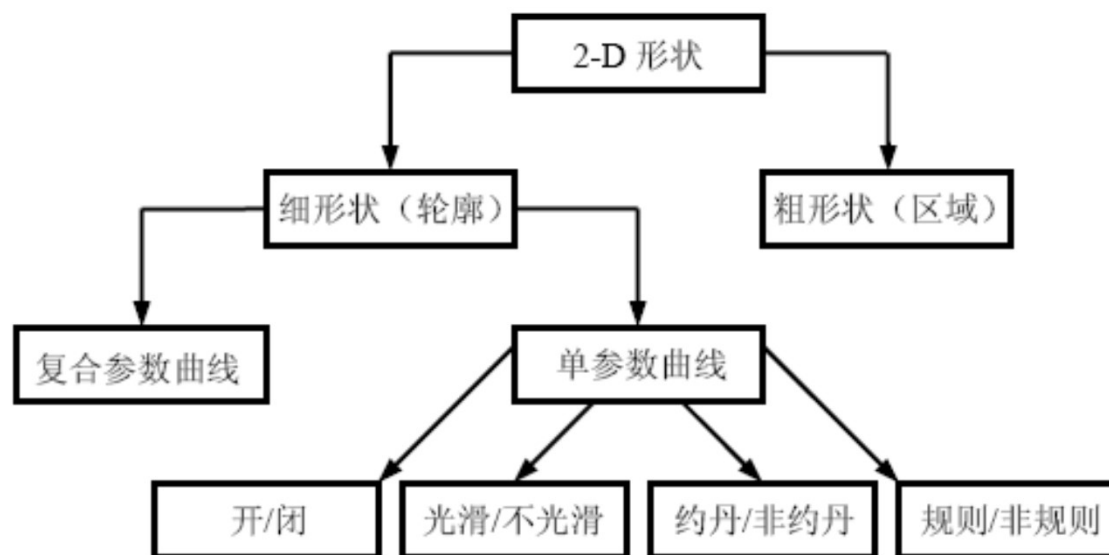 2-D 形状
细形状（轮廓）
粗形状（区域）
复合参数曲线
单参数曲线
开/闭
光滑/不光滑
约丹/非约丹
规则/非规则